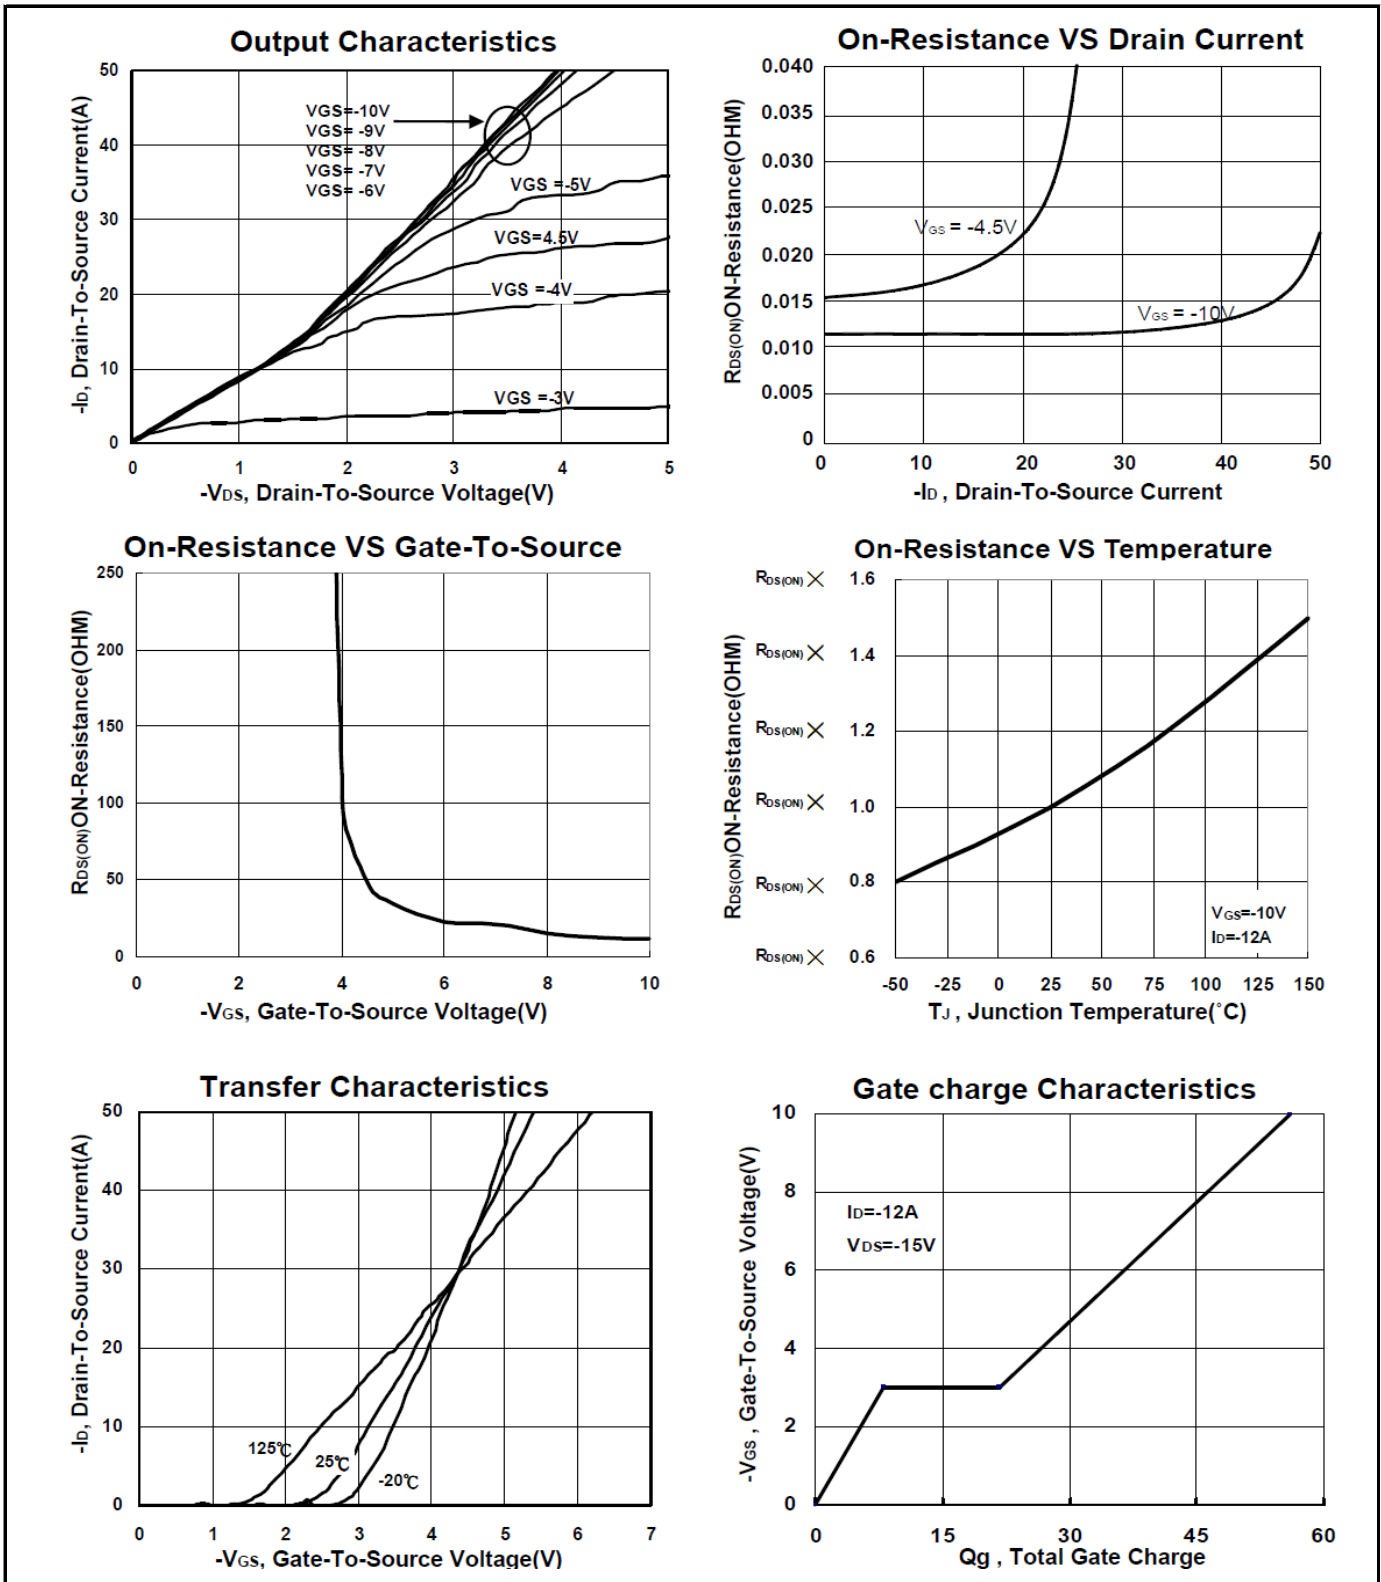 Output Characteristics
50
40
30
20
10
0
-ID, Drain-To-Source Current(A)
VGS=-10V
VGS= -9V
VGS= -8V
VGS= -7V
VGS= -6V
VGS =-5V
VGS=4.5V
VGS =-4V
VGS =-3V
0 1 2 3 4 5
-VDS, Drain-To-Source Voltage(V)
On-Resistance VS Drain Current
0.040
0.035
0.030
0.025
0.020
0.015
0.010
0.005
0
RDS(ON)ON-Resistance(OHM)
VGS = -4.5V
VGS = -10V
0 10 20 30 40 50
-ID , Drain-To-Source Current
On-Resistance VS Gate-To-Source
250
200
150
100
50
0
RDS(ON)ON-Resistance(OHM)
0 2 4 6 8 10
-VGS, Gate-To-Source Voltage(V)
On-Resistance VS Temperature
RDS(ON) × 1.6
RDS(ON) × 1.4
RDS(ON) × 1.2
RDS(ON) × 1.0
RDS(ON) × 0.8
RDS(ON) × 0.6
RDS(ON)ON-Resistance(OHM)
VGS=-10V
ID=-12A
-50 -25 0 25 50 75 100 125 150
TJ , Junction Temperature(°C)
Transfer Characteristics
50
40
30
20
10
0
-ID, Drain-To-Source Current(A)
125℃
25℃
-20℃
0 1 2 3 4 5 6 7
-VGS, Gate-To-Source Voltage(V)
Gate charge Characteristics
10
8
6
4
2
0
-VGS , Gate-To-Source Voltage(V)
ID=-12A
VDS=-15V
0 15 30 45 60
Qg , Total Gate Charge